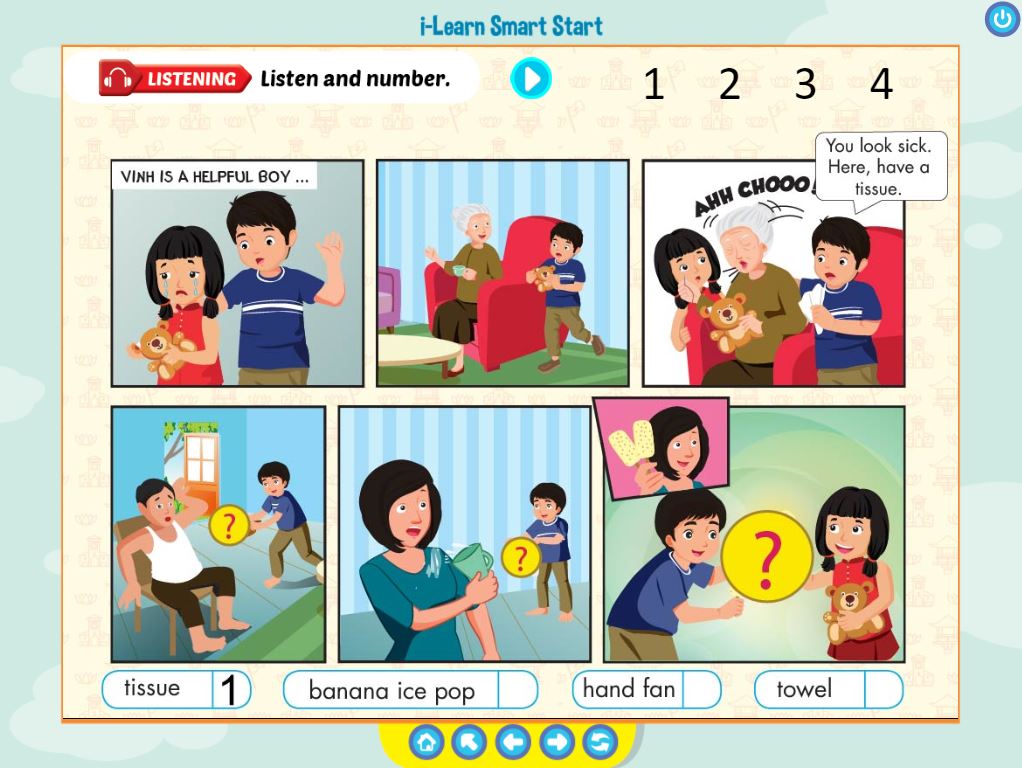 i-Learn Smart Start
LISTENING Listen and number. 1 2 3 4
You look sick.
Here, have a
tissue.
VINH IS A HELPFUL BOY ...
AHH CHOOO!
?
?
?
tissue 1 banana ice pop hand fan towel